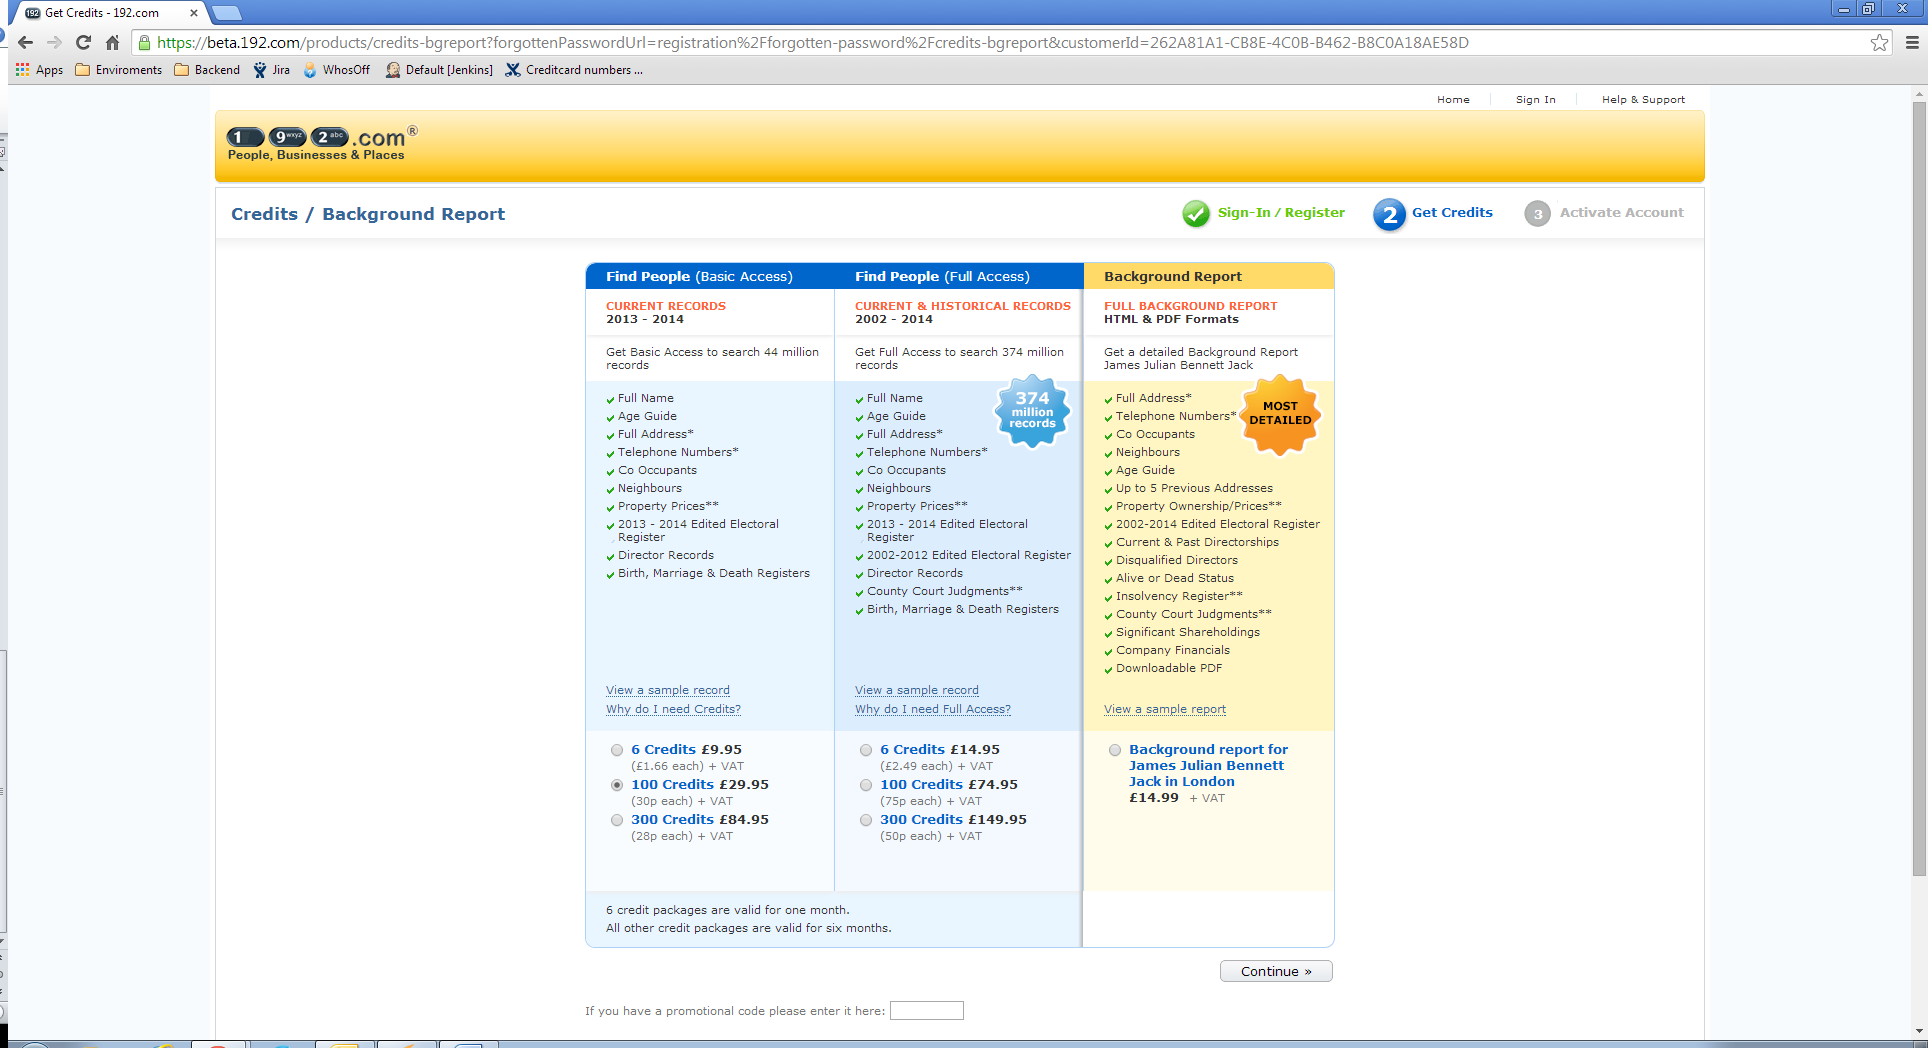 Get Credits - 192.com
https://beta.192.com/products/credits-bgreport?forgottenPasswordUrl=registration%2Fforgotten-password%2Fcredits-bgreport&customerId=262A81A1-CB8E-4C0B-B462-B8C0A18AE58D
Apps Enviroments Backend Jira WhosOff Default [Jenkins] Creditcard numbers ...
Home Sign In Help & Support
1 9 wxyz 2 abc .com®
People, Businesses & Places
Credits / Background Report
Sign-In / Register 2 Get Credits 3 Activate Account
Find People (Basic Access)
CURRENT RECORDS
2013 - 2014
Get Basic Access to search 44 million
records
Full Name
Age Guide
Full Address*
Telephone Numbers*
Co Occupants
Neighbours
Property Prices**
2013 - 2014 Edited Electoral
Register
Director Records
Birth, Marriage & Death Registers
View a sample record
Why do I need Credits?
6 Credits £9.95
(£1.66 each) + VAT
100 Credits £29.95
(30p each) + VAT
300 Credits £84.95
(28p each) + VAT
Find People (Full Access)
CURRENT & HISTORICAL RECORDS
2002 - 2014
Get Full Access to search 374 million
records
374
million
records
Full Name
Age Guide
Full Address*
Telephone Numbers*
Co Occupants
Neighbours
Property Prices**
2013 - 2014 Edited Electoral
Register
2002-2012 Edited Electoral Register
Director Records
County Court Judgments**
Birth, Marriage & Death Registers
View a sample record
Why do I need Full Access?
6 Credits £14.95
(£2.49 each) + VAT
100 Credits £74.95
(75p each) + VAT
300 Credits £149.95
(50p each) + VAT
Background Report
FULL BACKGROUND REPORT
HTML & PDF Formats
Get a detailed Background Report
James Julian Bennett Jack
MOST
DETAILED
Full Address*
Telephone Numbers*
Co Occupants
Neighbours
Age Guide
Up to 5 Previous Addresses
Property Ownership/Prices**
2002-2014 Edited Electoral Register
Current & Past Directorships
Disqualified Directors
Alive or Dead Status
Insolvency Register**
County Court Judgments**
Significant Shareholdings
Company Financials
Downloadable PDF
View a sample report
Background report for
James Julian Bennett
Jack in London
£14.99 + VAT
6 credit packages are valid for one month.
All other credit packages are valid for six months.
Continue »
If you have a promotional code please enter it here: